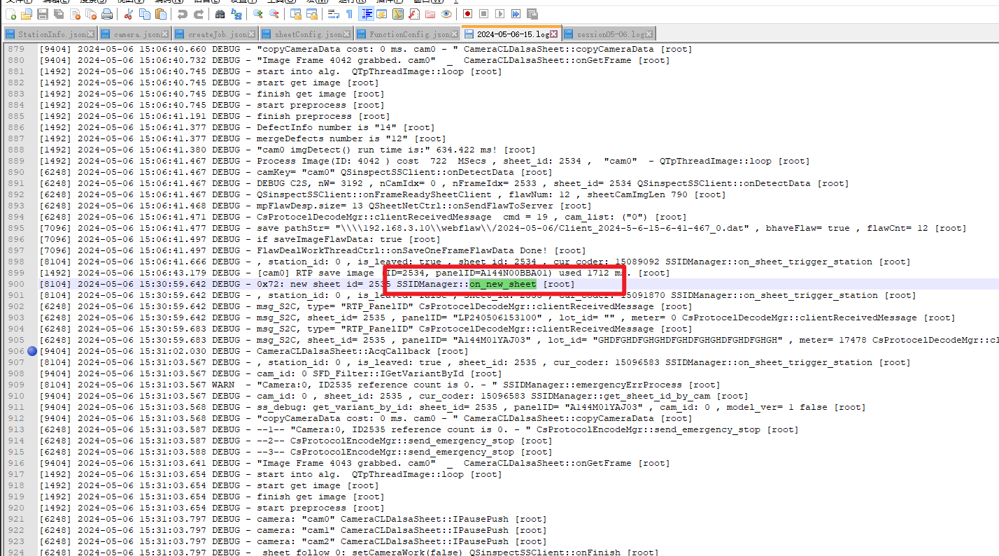 StationInfo.json camera.json createJob.json sheetConfig.json FunctionConfig.json 2024-05-06-15.log session05-06.log
879 [9404] 2024-05-06 15:06:40.660 DEBUG - "copyCameraData cost: 0 ms. cam0 - " CameraCLDalsaSheet::copyCameraData [root]
880 [9404] 2024-05-06 15:06:40.732 DEBUG - "Image Frame 4042 grabbed. cam0" _ CameraCLDalsaSheet::onGetFrame [root]
881 [1492] 2024-05-06 15:06:40.745 DEBUG - start into alg. QTpThreadImage::loop [root]
882 [1492] 2024-05-06 15:06:40.745 DEBUG - start get image [root]
883 [1492] 2024-05-06 15:06:40.745 DEBUG - finish get image [root]
884 [1492] 2024-05-06 15:06:40.745 DEBUG - start preprocess [root]
885 [1492] 2024-05-06 15:06:41.191 DEBUG - finish preprocess [root]
886 [1492] 2024-05-06 15:06:41.377 DEBUG - DefectInfo number is "14" [root]
887 [1492] 2024-05-06 15:06:41.377 DEBUG - mergeDefects number is "12" [root]
888 [1492] 2024-05-06 15:06:41.380 DEBUG - "cam0 imgDetect() run time is:" 634.422 ms! [root]
889 [1492] 2024-05-06 15:06:41.467 DEBUG - Process Image(ID: 4042 ) cost 722 MSecs , sheet_id: 2534 , "cam0" - QTpThreadImage::loop [root]
890 [6248] 2024-05-06 15:06:41.467 DEBUG - camKey= "cam0" QSinspectSSClient::onDetectData [root]
891 [6248] 2024-05-06 15:06:41.467 DEBUG - DEBUG C2S, nW= 3192 , nCamIdx= 0 , nFrameIdx= 2533 , sheet_id= 2534 QSinspectSSClient::onDetectData [root]
892 [6248] 2024-05-06 15:06:41.467 DEBUG - QSinspectSSClient::onFrameReadySheetClient , flawNum: 12 , sheetCamImgLen 790 [root]
893 [6248] 2024-05-06 15:06:41.468 DEBUG - mpFlawDesp.size= 13 QSheetNetCtrl::onSendFlawToServer [root]
894 [6248] 2024-05-06 15:06:41.471 DEBUG - CsProtocolDecodeMgr::clientReceivedMessage cmd = 19 , cam_list: ("0") [root]
895 [7096] 2024-05-06 15:06:41.477 DEBUG - save pathStr= "\\\\192.168.3.10\\webflaw\\/2024-05-06/Client_2024-5-6-15-6-41-467_0.dat" , bhaveFlaw= true , flawCnt= 12 [root]
896 [7096] 2024-05-06 15:06:41.497 DEBUG - if saveImageFlawData: true [root]
897 [7096] 2024-05-06 15:06:41.500 DEBUG - FlawDealWorkThreadCtrl::onSaveOneFrameFlawData Done! [root]
898 [8104] 2024-05-06 15:06:41.666 DEBUG - , station_id: 0 , is_leaved: true , sheet_id: 2534 , cur_coder: 15089092 SSIDManager::on_sheet_trigger_station [root]
899 [1492] 2024-05-06 15:06:43.179 DEBUG - [cam0] RTP save image (ID=2534, panelID=A144N00BBA01) used 1712 ms. [root]
900 [8104] 2024-05-06 15:30:59.642 DEBUG - 0x72: new sheet id= 2535 SSIDManager::on_new_sheet [root]
901 [8104] 2024-05-06 15:30:59.642 DEBUG - , station_id: 0 , is_leaved: false , sheet_id: 2535 , cur_coder: 15091870 SSIDManager::on_sheet_trigger_station [root]
902 [6248] 2024-05-06 15:30:59.642 DEBUG - msg_S2C, type= "RTP_PanelID" CsProtocolDecodeMgr::clientReceivedMessage [root]
903 [6248] 2024-05-06 15:30:59.642 DEBUG - msg_S2C, sheet_id= 2535 , panelID= "LP240506153100" , lot_id= "" , meter= 0 CsProtocolDecodeMgr::clientReceivedMessage [root]
904 [6248] 2024-05-06 15:30:59.683 DEBUG - msg_S2C, type= "RTP_PanelID" CsProtocolDecodeMgr::clientReceivedMessage [root]
905 [6248] 2024-05-06 15:30:59.683 DEBUG - msg_S2C, sheet_id= 2535 , panelID= "A144M01YAJ03" , lot_id= "GHDFGHDFGHGHDFGHDFGHGHDFGHDFGHGH" , meter= 17478 CsProtocolDecodeMgr::cl
906 [9404] 2024-05-06 15:31:02.030 DEBUG - CameraCLDalsaSheet::AcqCallback [root]
907 [8104] 2024-05-06 15:31:03.567 DEBUG - , station_id: 0 , is_leaved: true , sheet_id: 2535 , cur_coder: 15096583 SSIDManager::on_sheet_trigger_station [root]
908 [9404] 2024-05-06 15:31:03.567 DEBUG - cam_id: 0 SFD_Filter::IGetVariantById [root]
909 [8104] 2024-05-06 15:31:03.567 WARN - "Camera:0, ID2535 reference count is 0. - " SSIDManager::emergencyErrProcess [root]
910 [9404] 2024-05-06 15:31:03.567 DEBUG - cam_id: 0 , sheet_id: 2535 , cur_coder: 15096583 SSIDManager::get_sheet_id_by_cam [root]
911 [9404] 2024-05-06 15:31:03.568 DEBUG - ss_debug: get_variant_by_id: sheet_id= 2535 , panelID= "A144M01YAJ03" , cam_id: 0 , model_ver= 1 false [root]
912 [9404] 2024-05-06 15:31:03.568 DEBUG - "copyCameraData cost: 0 ms. cam0 - " CameraCLDalsaSheet::copyCameraData [root]
913 [6248] 2024-05-06 15:31:03.587 DEBUG - --1-- "Camera:0, ID2535 reference count is 0. - " CsProtocolEncodeMgr::send_emergency_stop [root]
914 [6248] 2024-05-06 15:31:03.587 DEBUG - --2-- CsProtocolEncodeMgr::send_emergency_stop [root]
915 [6248] 2024-05-06 15:31:03.588 DEBUG - --3-- CsProtocolEncodeMgr::send_emergency_stop [root]
916 [9404] 2024-05-06 15:31:03.641 DEBUG - "Image Frame 4043 grabbed. cam0" _ CameraCLDalsaSheet::onGetFrame [root]
917 [1492] 2024-05-06 15:31:03.654 DEBUG - start into alg. QTpThreadImage::loop [root]
918 [1492] 2024-05-06 15:31:03.654 DEBUG - start get image [root]
919 [1492] 2024-05-06 15:31:03.654 DEBUG - finish get image [root]
920 [1492] 2024-05-06 15:31:03.654 DEBUG - start preprocess [root]
921 [6248] 2024-05-06 15:31:03.797 DEBUG - camera: "cam0" CameraCLDalsaSheet::IPausePush [root]
922 [6248] 2024-05-06 15:31:03.797 DEBUG - camera: "cam1" CameraCLDalsaSheet::IPausePush [root]
923 [6248] 2024-05-06 15:31:03.797 DEBUG - camera: "cam2" CameraCLDalsaSheet::IPausePush [root]
924 [6248] 2024-05-06 15:31:03.797 DEBUG - sheet follow 0: setCameraWork(false) QSinspectSSClient::onFinish [root]